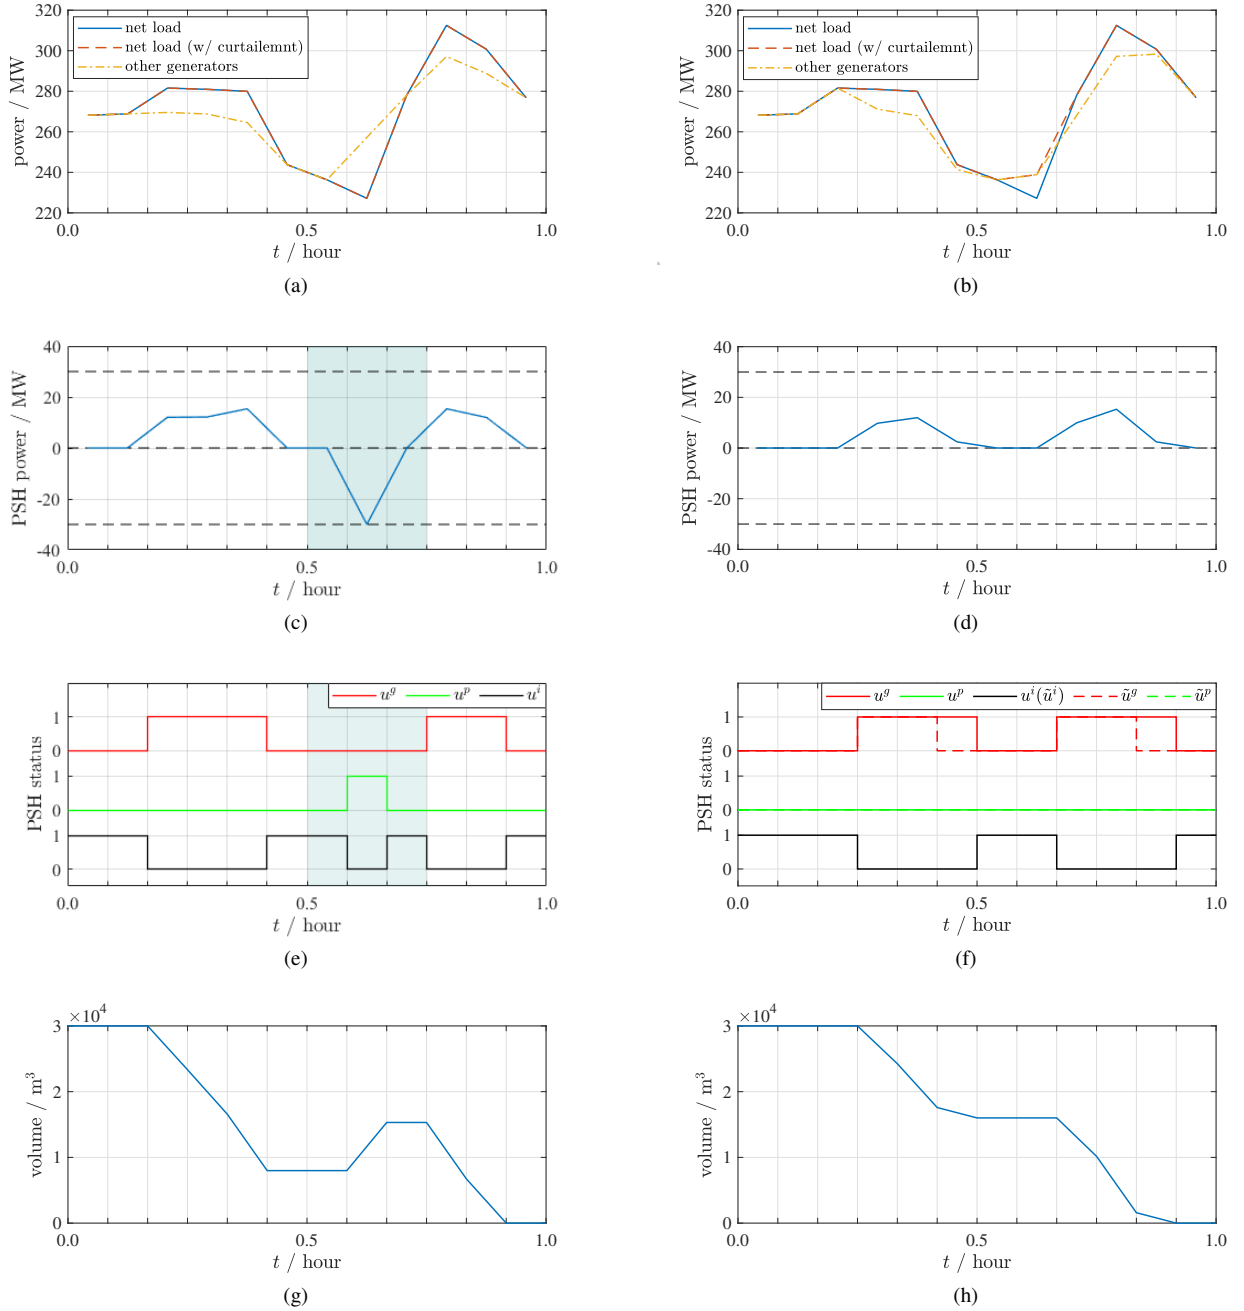 320
300
280
260
240
220
power / MW
net load
net load (w/ curtailemnt)
other generators
0.0
0.5
1.0
t / hour
(a)
320
300
280
260
240
220
power / MW
net load
net load (w/ curtailemnt)
other generators
0.0
0.5
1.0
t / hour
(b)
40
20
0
-20
-40
PSH power / MW
0.0
0.5
1.0
t / hour
(c)
40
20
0
-20
-40
PSH power / MW
0.0
0.5
1.0
t / hour
(d)
u^g u^p u^i
1
0
1
0
1
0
PSH status
0.0
0.5
1.0
t / hour
(e)
u^g u^p u^i(ũ^i) ũ^g ũ^p
1
0
1
0
1
0
PSH status
0.0
0.5
1.0
t / hour
(f)
×10⁴
3
2
1
0
volume / m³
0.0
0.5
1.0
t / hour
(g)
×10⁴
3
2
1
0
volume / m³
0.0
0.5
1.0
t / hour
(h)